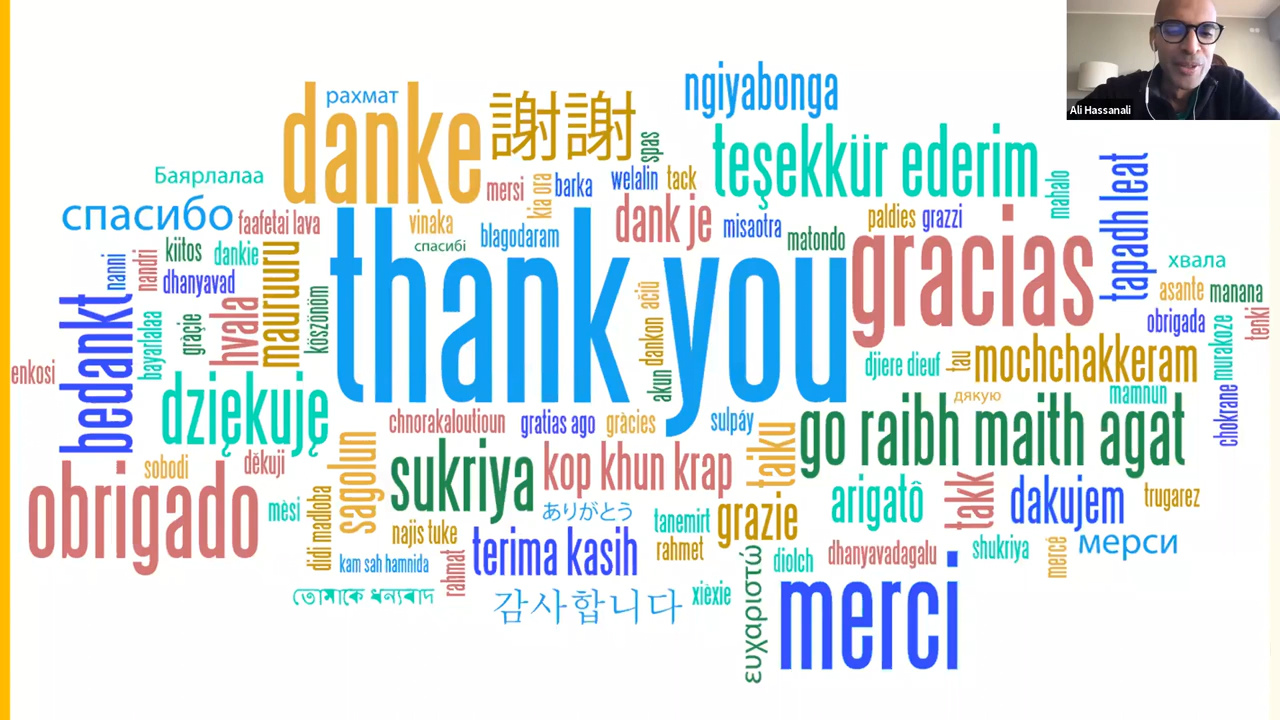 Ali Hassanali
рахмат
ngiyabonga
danke
謝謝
teşekkür ederim
spas
Баярлалаа
mersi
kia ora
barka
welalin
tack
mahalo
tapadh leat
спасибо
faafetai lava
vinaka
dank je
misaotra
paldies
grazzi
спасибі
blagodaram
matondo
gracias
nanni
nandri
kiitos
dankie
mauruuru
thank you
хвала
dhanyavad
asante
manana
bedankt
bayarlalaa
gràçie
hvala
köszönöm
dankon
ačiū
obrigada
tenki
enkosi
akun
djiere dieuf
tau
mochchakkeram
murakoze
dziękuję
дякую
mamnun
chokrane
chnorakaloutioun
gratias ago
gràcies
sulpáy
taiku
go raibh maith agat
obrigado
sobodi
děkuji
sagolun
sukriya
kop khun krap
mèsi
didi madloba
ありがとう
tanemirt
grazie
arigatô
takk
dakujem
trugarez
najis tuke
terima kasih
rahmet
kam sah hamnida
rahmat
diolch
dhanyavadagalu
shukriya
merce
мерси
তোমাকে ধন্যবাদ
감사합니다
xièxie
ευχαριστώ
merci